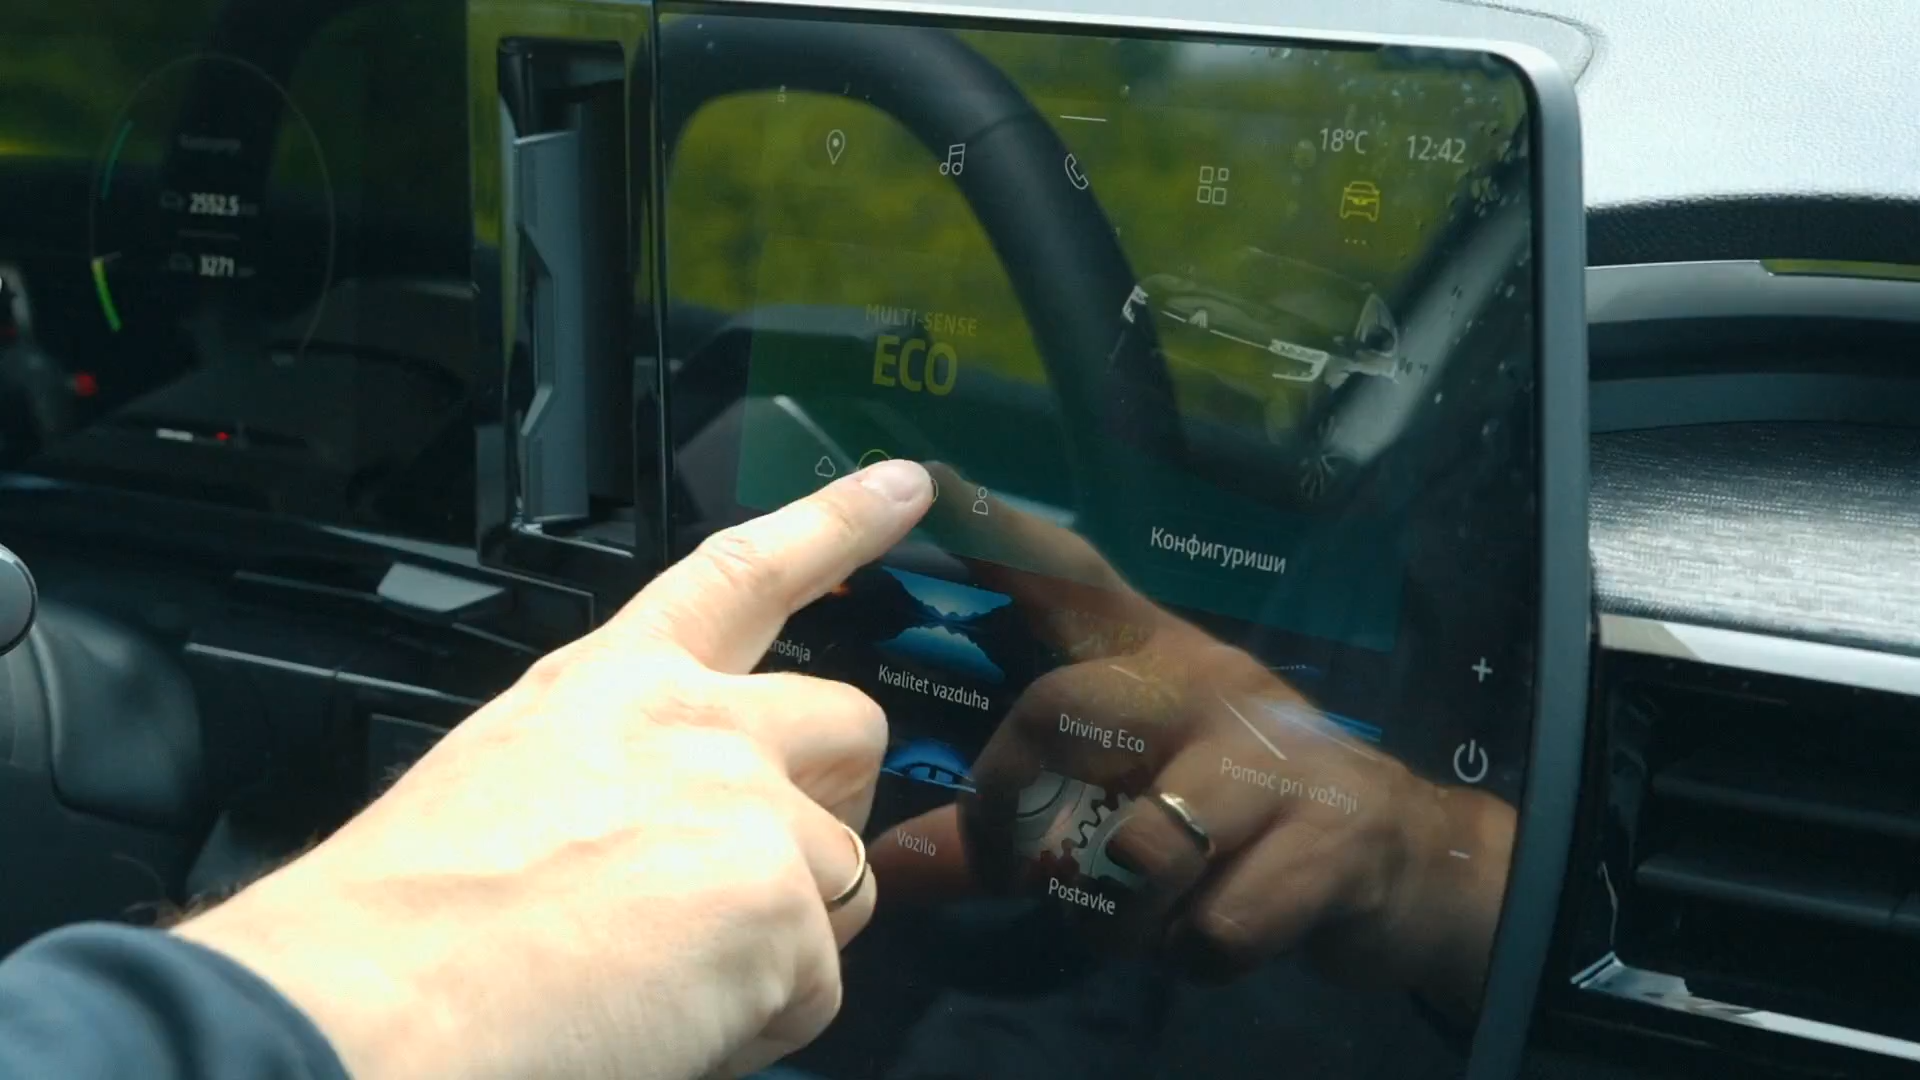 2552.5
3271
18°C 12:42
MULTI-SENSE
ECO
Конфигуриши
Kvalitet vazduha
Driving Eco
Pomoć pri vožnji
Vozilo
Postavke